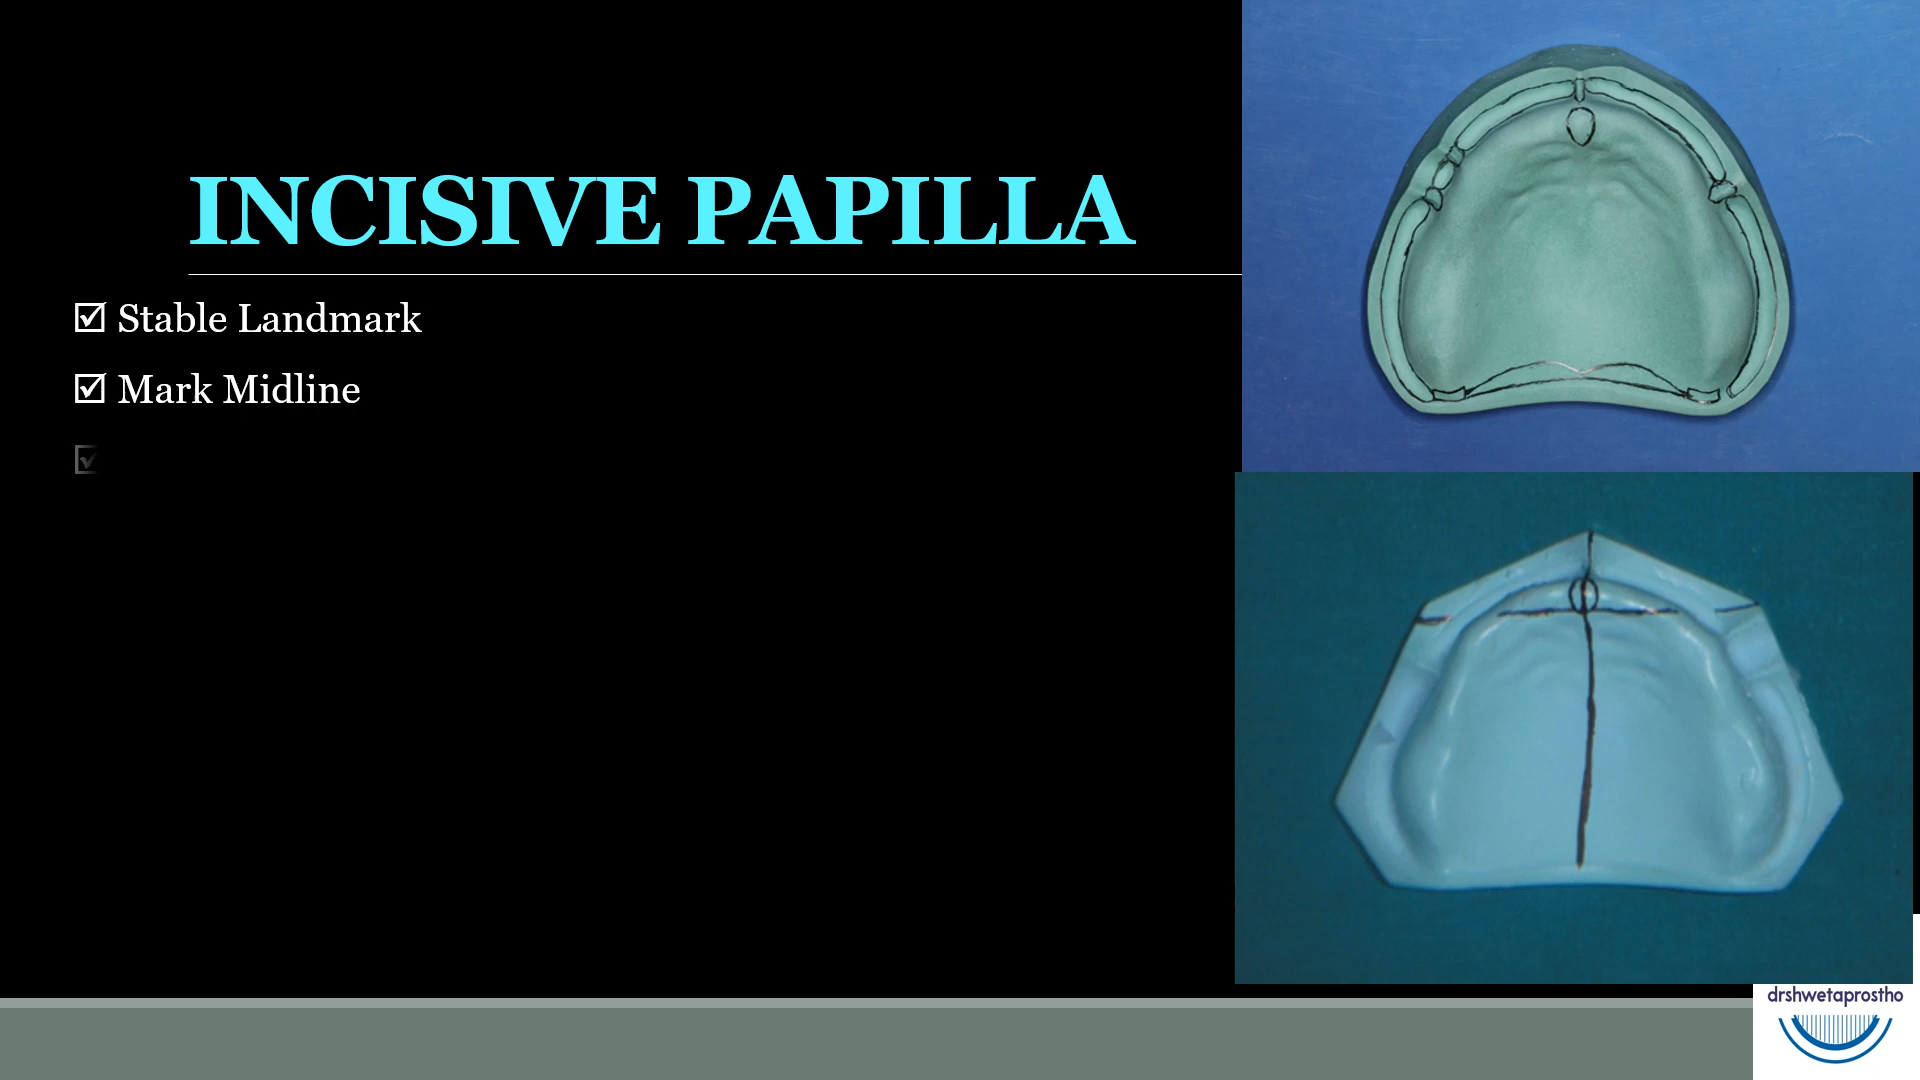 INCISIVE PAPILLA
☑ Stable Landmark
☑ Mark Midline
☑
drshwetaprostho